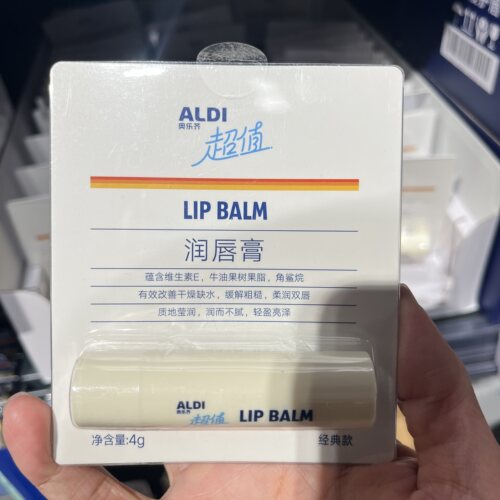 ALDI
奥乐齐
超值
LIP BALM
润唇膏
蕴含维生素E，牛油果树果脂，角鲨烷
有效改善干燥缺水，缓解粗糙，柔润双唇
质地莹润，润而不腻，轻盈亮泽
ALDI
奥乐齐
超值 LIP BALM
净含量:4g
经典款